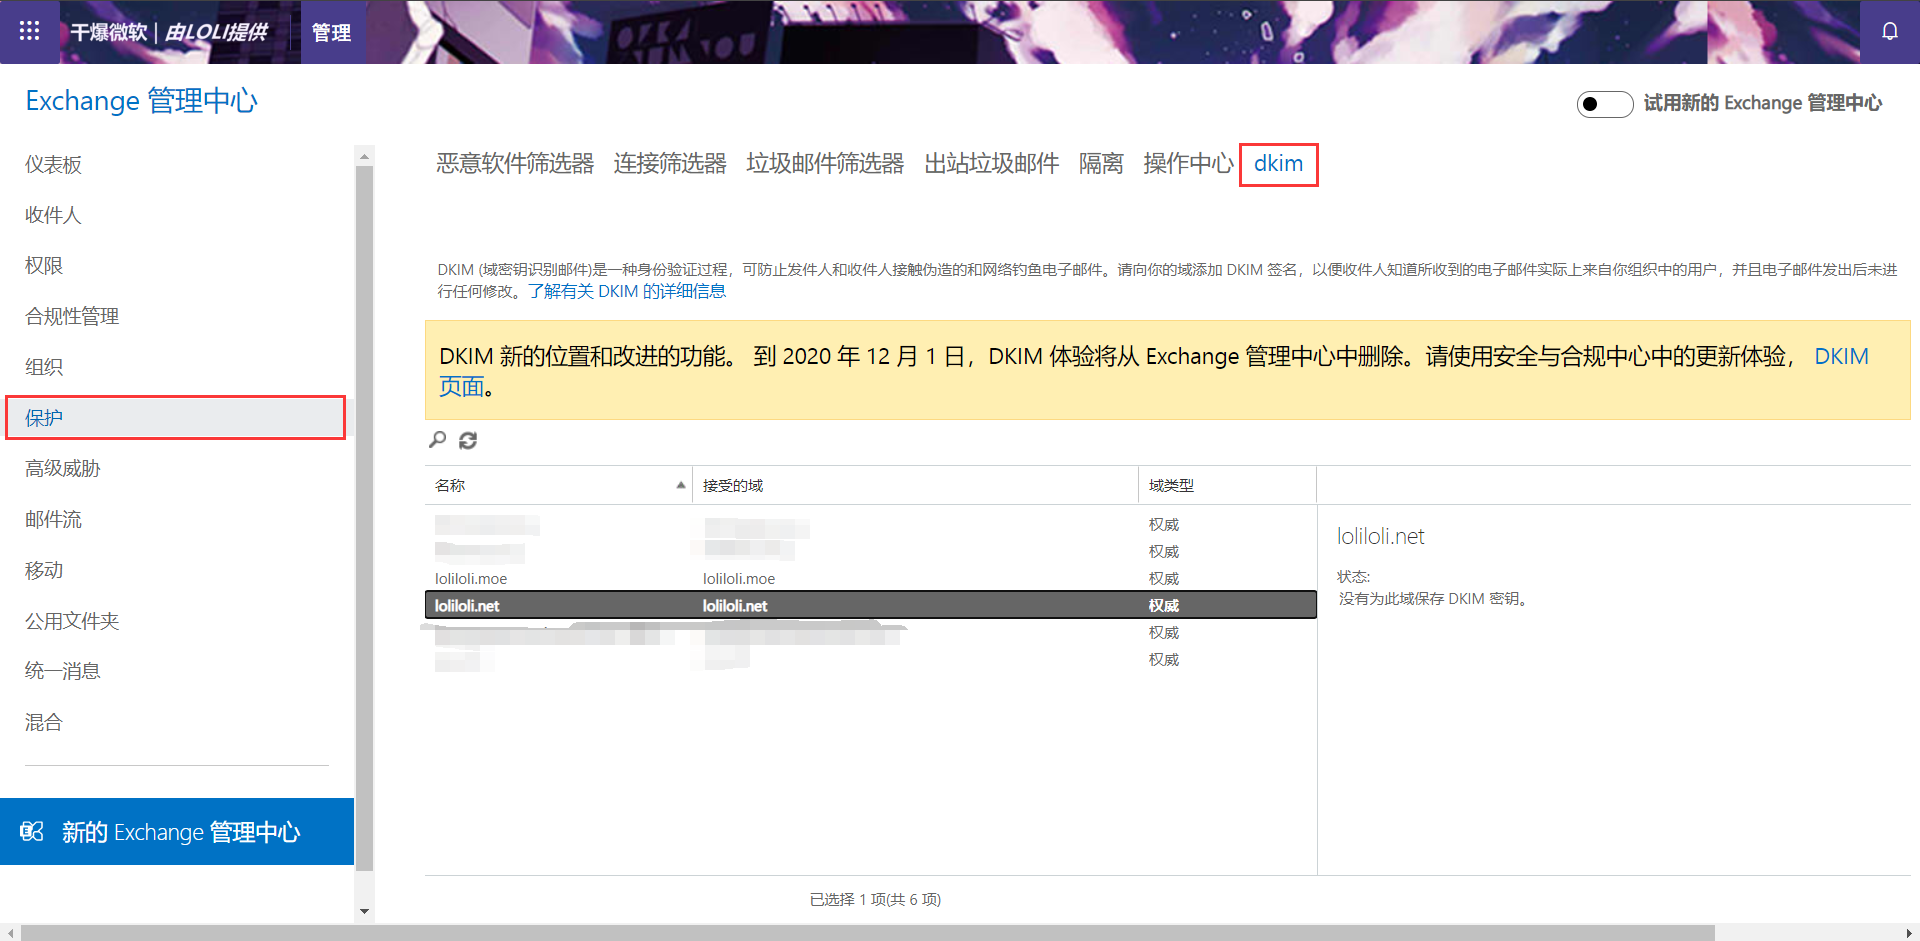 干爆微软 | 由LOLI提供
管理
Exchange 管理中心
试用新的 Exchange 管理中心
仪表板
收件人
权限
合规性管理
组织
保护
高级威胁
邮件流
移动
公用文件夹
统一消息
混合
新的 Exchange 管理中心
恶意软件筛选器 连接筛选器 垃圾邮件筛选器 出站垃圾邮件 隔离 操作中心 dkim
DKIM (域密钥识别邮件)是一种身份验证过程，可防止发件人和收件人接触伪造的和网络钓鱼电子邮件。请向你的域添加 DKIM 签名，以便收件人知道所收到的电子邮件实际上来自你组织中的用户，并且电子邮件发出后未进
行任何修改。了解有关 DKIM 的详细信息
DKIM 新的位置和改进的功能。 到 2020 年 12 月 1 日，DKIM 体验将从 Exchange 管理中心中删除。请使用安全与合规中心中的更新体验， DKIM
页面。
名称 接受的域 域类型
权威
权威
loliloli.moe loliloli.moe 权威
loliloli.net loliloli.net 权威
权威
权威
loliloli.net
状态:
没有为此域保存 DKIM 密钥。
已选择 1 项(共 6 项)